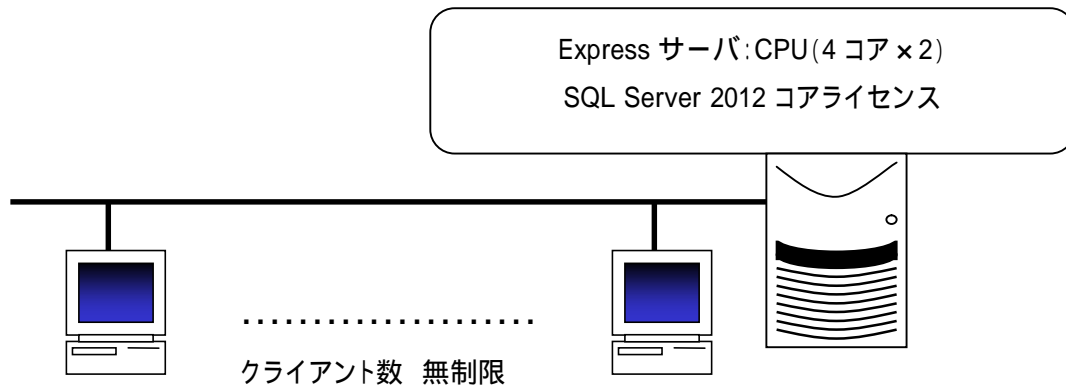 Express サーバ:CPU(4 コア × 2)
SQL Server 2012 コアライセンス
クライアント数 無制限